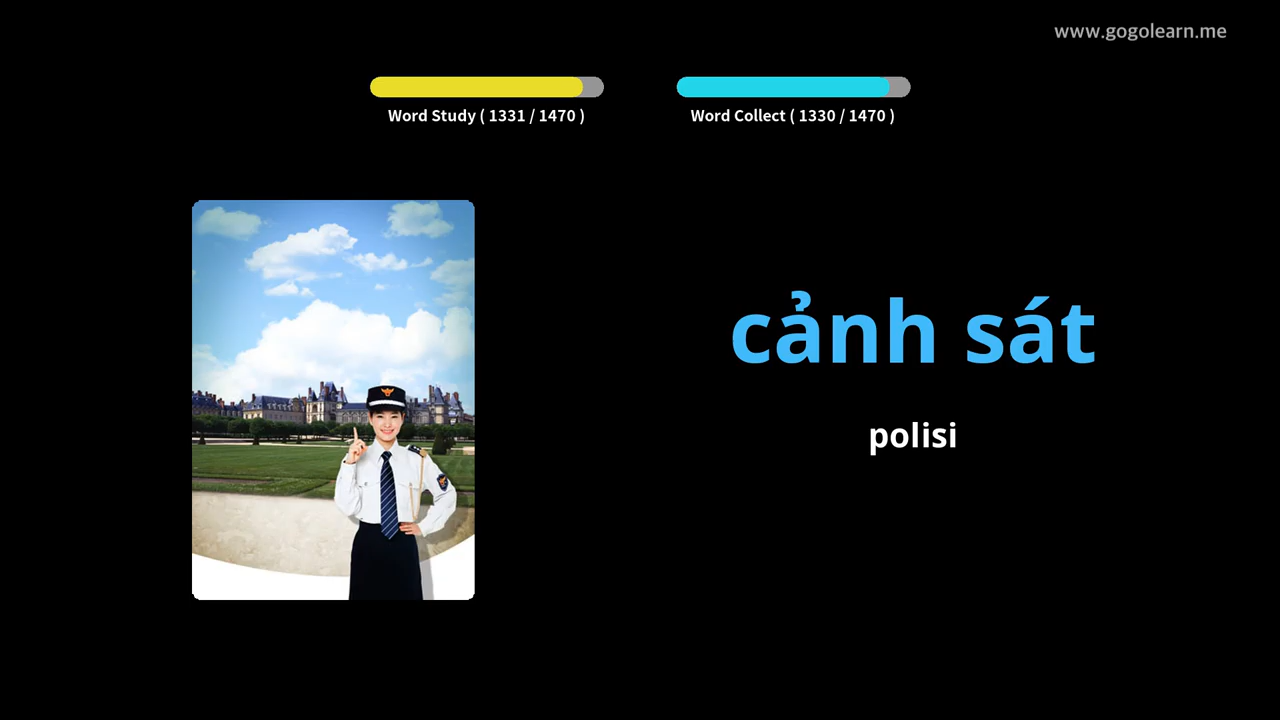 www.gogolearn.me
Word Study ( 1331 / 1470 )
Word Collect ( 1330 / 1470 )
cảnh sát
polisi